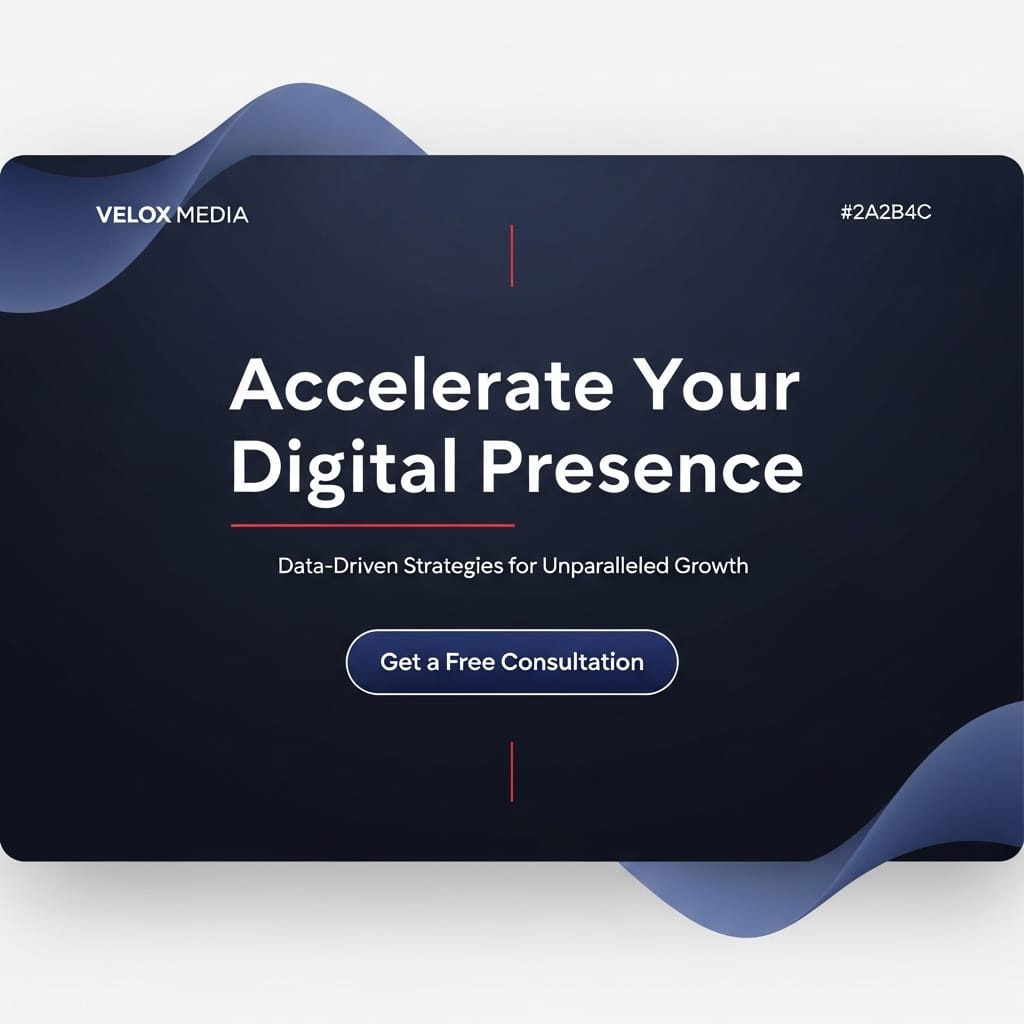 VELOX MEDIA
#2A2B4C
Accelerate Your
Digital Presence
Data-Driven Strategies for Unparalleled Growth
Get a Free Consultation